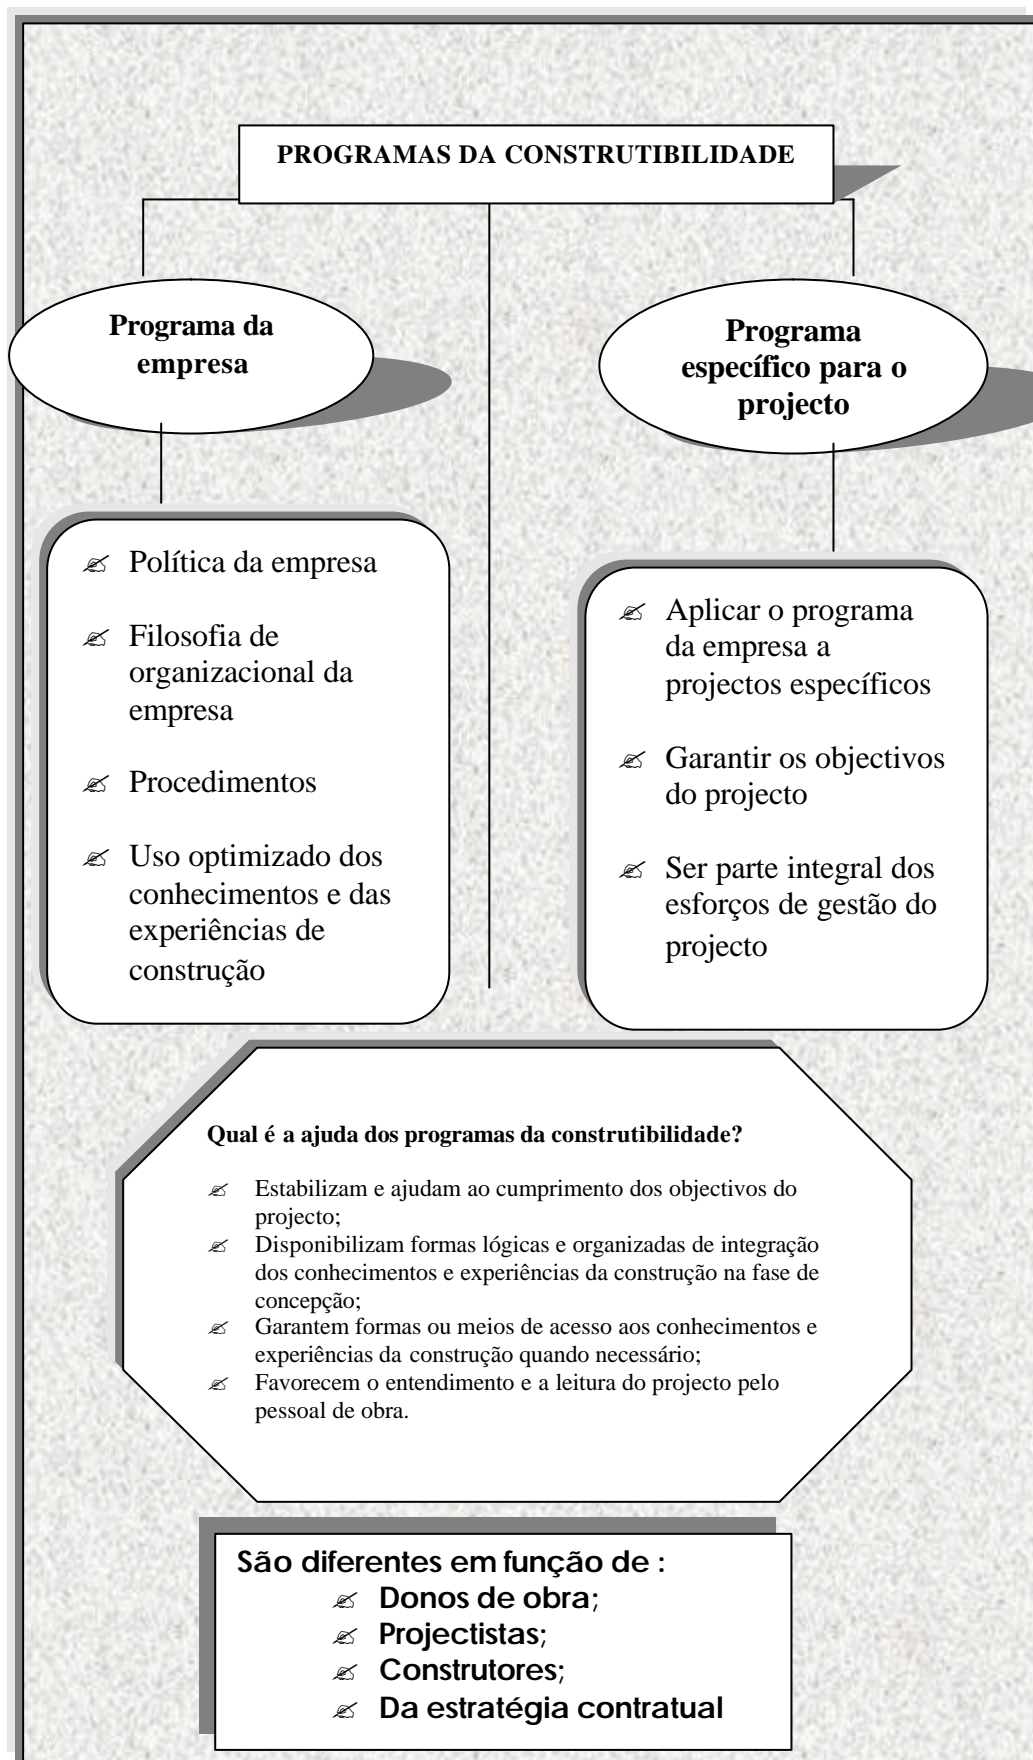 PROGRAMAS DA CONSTRUTIBILIDADE
Programa da
empresa
Programa
específico para o
projecto
Política da empresa
Filosofia de
organizacional da
empresa
Procedimentos
Uso optimizado dos
conhecimentos e das
experiências de
construção
Aplicar o programa
da empresa a
projectos específicos
Garantir os objectivos
do projecto
Ser parte integral dos
esforços de gestão do
projecto
Qual é a ajuda dos programas da construtibilidade?
Estabilizam e ajudam ao cumprimento dos objectivos do
projecto;
Disponibilizam formas lógicas e organizadas de integração
dos conhecimentos e experiências da construção na fase de
concepção;
Garantem formas ou meios de acesso aos conhecimentos e
experiências da construção quando necessário;
Favorecem o entendimento e a leitura do projecto pelo
pessoal de obra.
São diferentes em função de :
Donos de obra;
Projectistas;
Construtores;
Da estratégia contratual